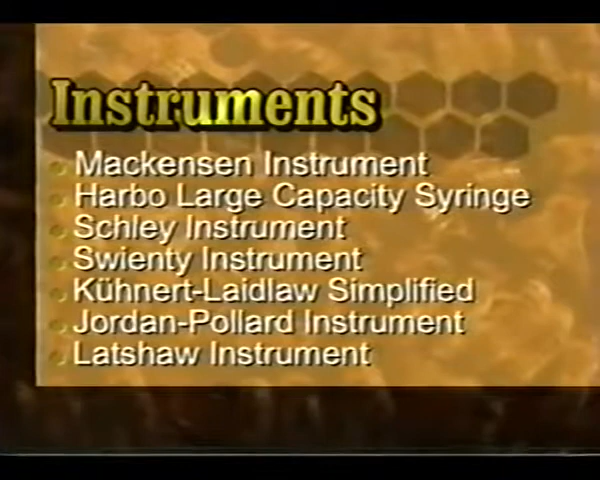 Instruments
Mackensen Instrument
Harbo Large Capacity Syringe
Schley Instrument
Swienty Instrument
Kühnert-Laidlaw Simplified
Jordan-Pollard Instrument
Latshaw Instrument